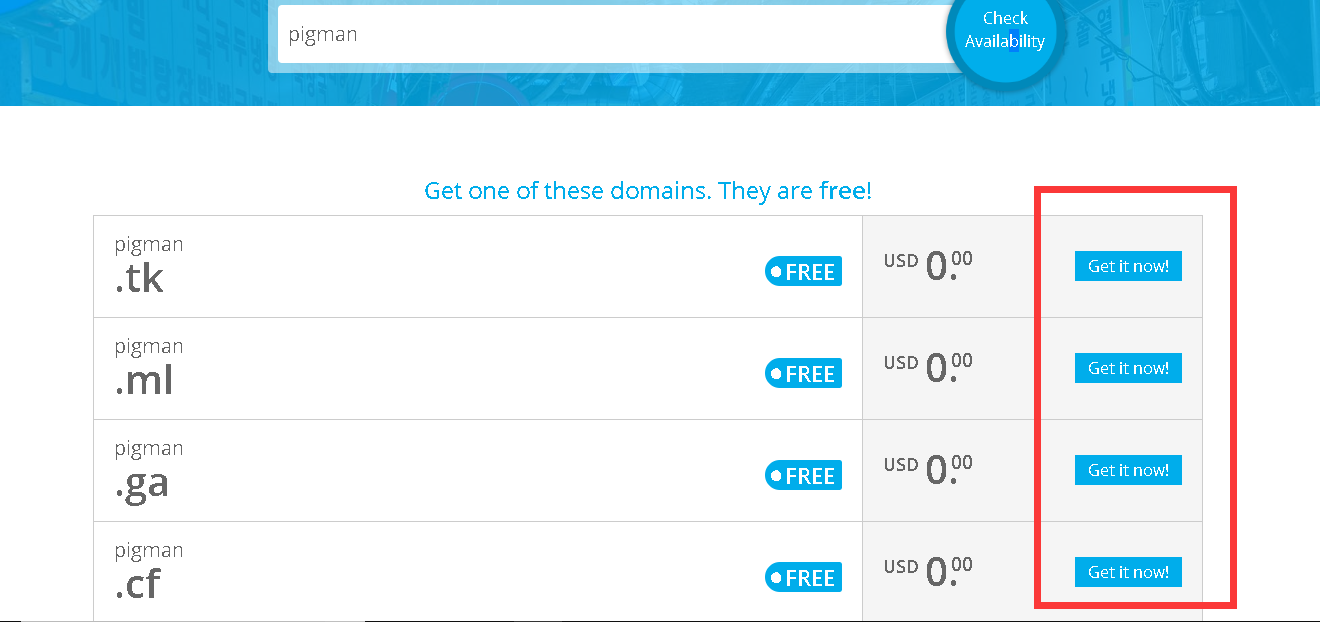 pigman
Check
Availability
Get one of these domains. They are free!
pigman
.tk
FREE
USD 0.00
Get it now!
pigman
.ml
FREE
USD 0.00
Get it now!
pigman
.ga
FREE
USD 0.00
Get it now!
pigman
.cf
FREE
USD 0.00
Get it now!